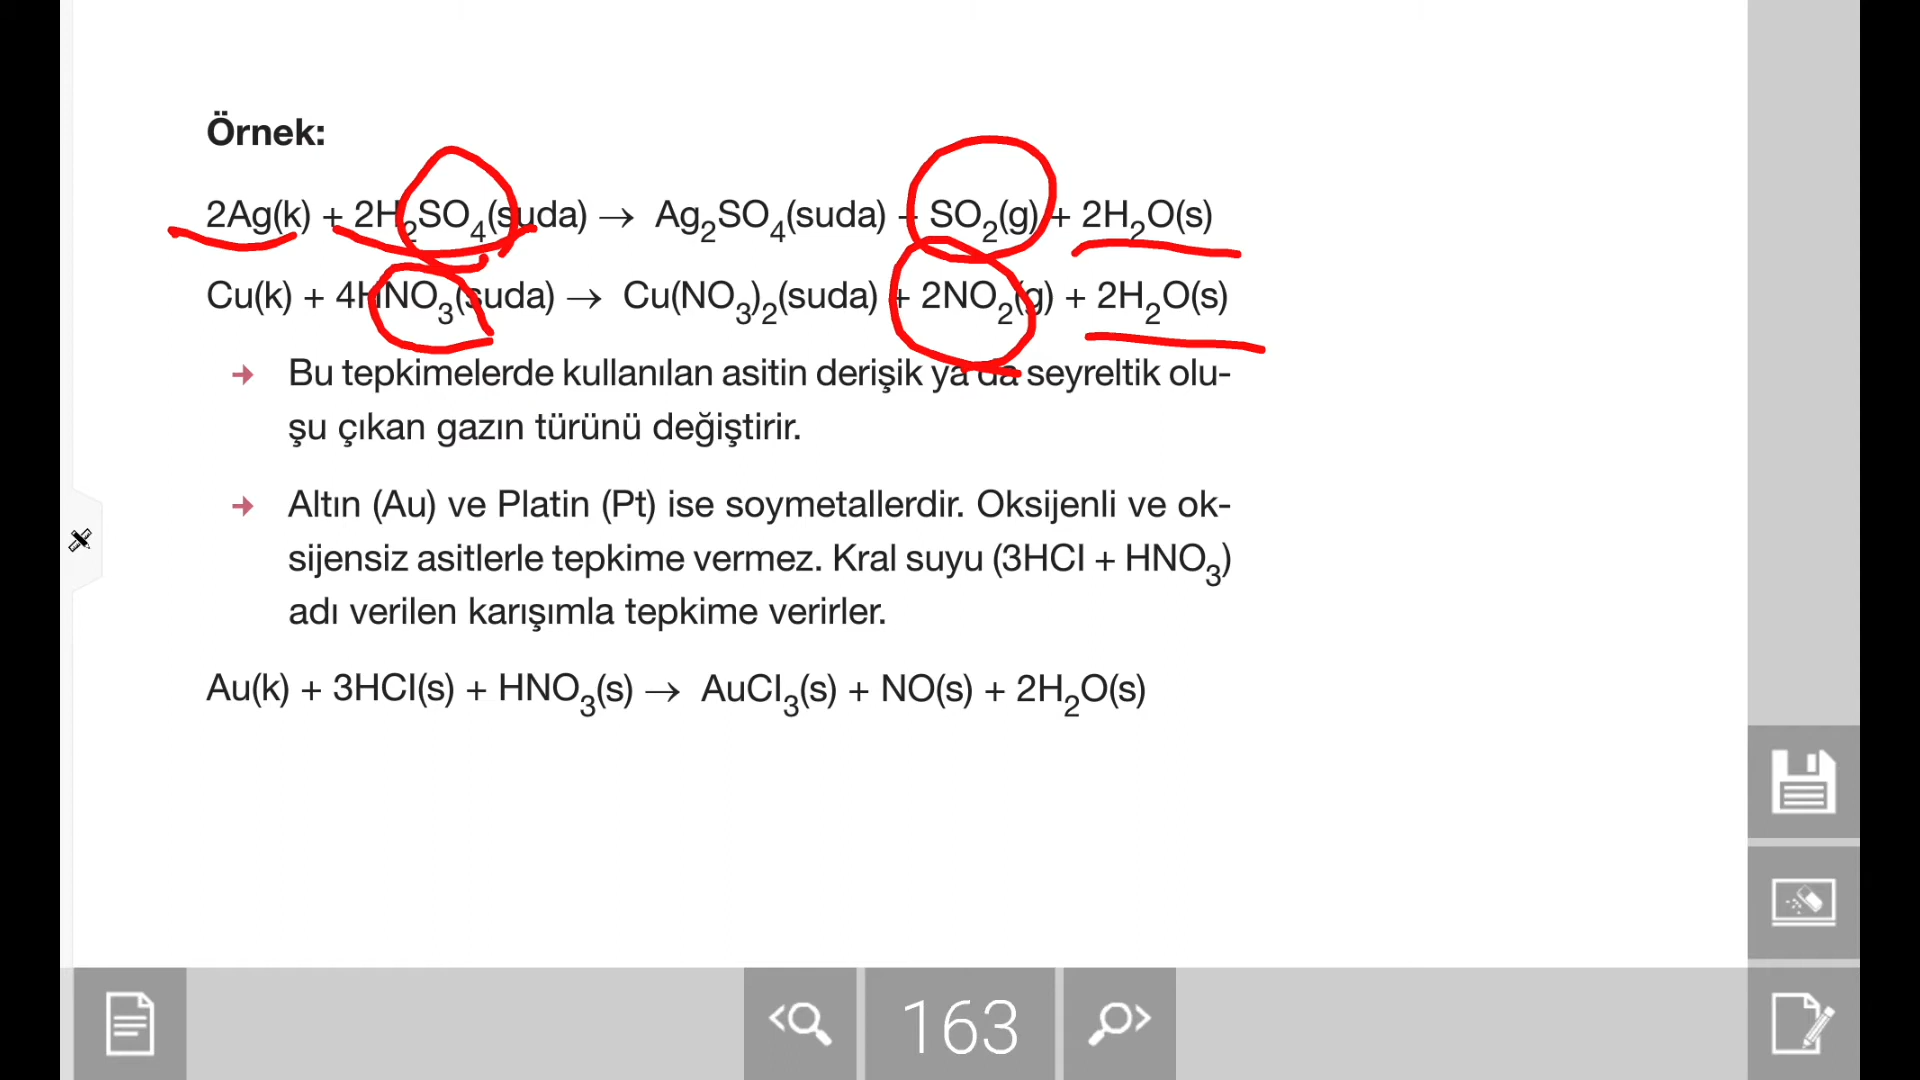 Örnek:
2Ag(k) + 2H₂SO₄(suda) → Ag₂SO₄(suda) + SO₂(g) + 2H₂O(s)
Cu(k) + 4HNO₃(suda) → Cu(NO₃)₂(suda) + 2NO₂(g) + 2H₂O(s)
→ Bu tepkimelerde kullanılan asitin derişik ya da seyreltik olu-
şu çıkan gazın türünü değiştirir.
→ Altın (Au) ve Platin (Pt) ise soymetallerdir. Oksijenli ve ok-
sijensiz asitlerle tepkime vermez. Kral suyu (3HCl + HNO₃)
adı verilen karışımla tepkime verirler.
Au(k) + 3HCl(s) + HNO₃(s) → AuCl₃(s) + NO(s) + 2H₂O(s)
163